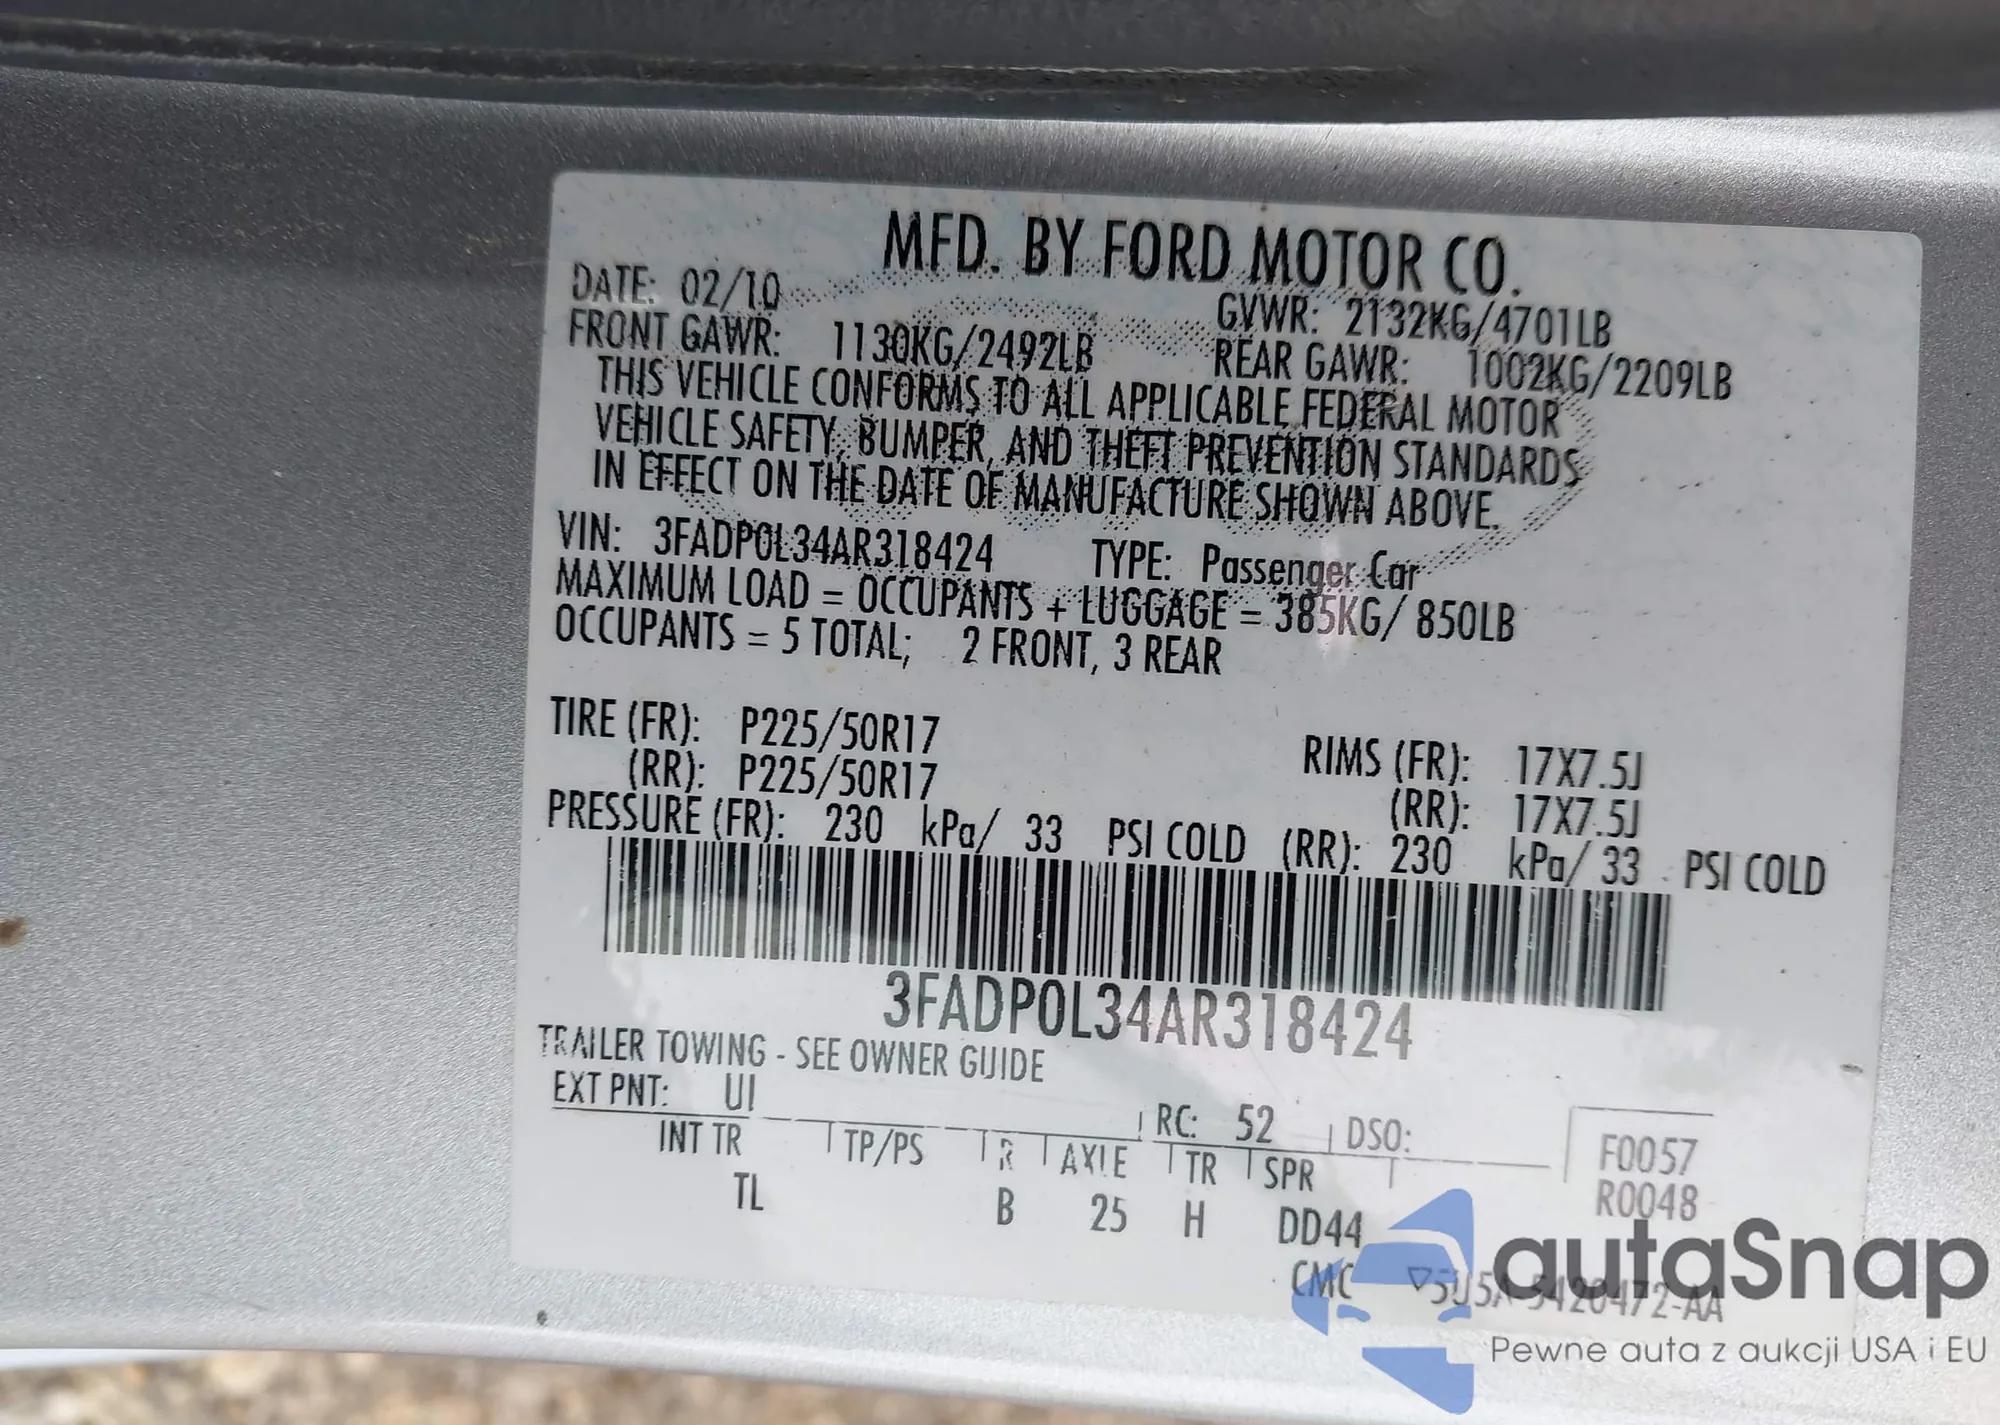 MFD. BY FORD MOTOR CO.
DATE: 02/10 GVWR: 2132KG/4701LB
FRONT GAWR: 1130KG/2492LB REAR GAWR: 1002KG/2209LB
THIS VEHICLE CONFORMS TO ALL APPLICABLE FEDERAL MOTOR
VEHICLE SAFETY, BUMPER, AND THEFT PREVENTION STANDARDS
IN EFFECT ON THE DATE OF MANUFACTURE SHOWN ABOVE.
VIN: 3FADP0L34AR318424 TYPE: Passenger Car
MAXIMUM LOAD = OCCUPANTS + LUGGAGE = 385KG/ 850LB
OCCUPANTS = 5 TOTAL; 2 FRONT, 3 REAR
TIRE (FR): P225/50R17 RIMS (FR): 17X7.5J
(RR): P225/50R17 (RR): 17X7.5J
PRESSURE (FR): 230 kPa/ 33 PSI COLD (RR): 230 kPa/ 33 PSI COLD
3FADP0L34AR318424
TRAILER TOWING - SEE OWNER GUIDE
EXT PNT: UI RC: 52 DSO: F0057
INT TR TP/PS R AXLE TR SPR R0048
TL B 25 H DD44
CMC ▽5U5A-5420472-AA
autaSnap
Pewne auta z aukcji USA i EU